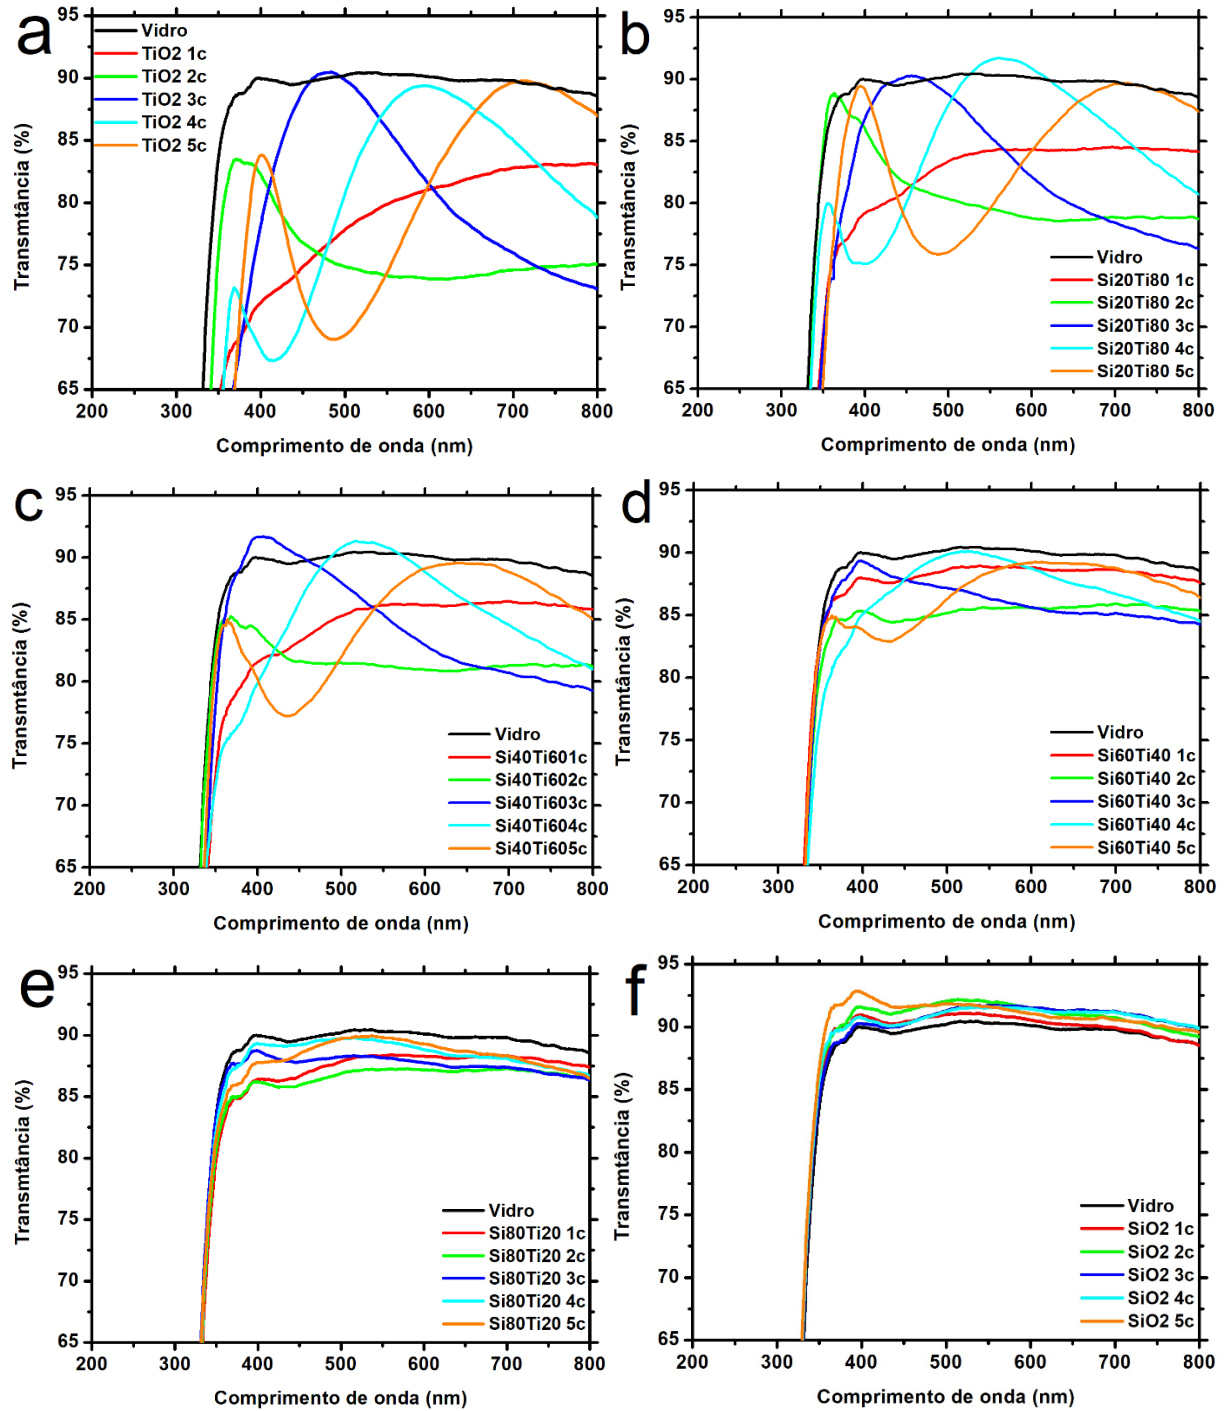 a
95
90
85
80
75
70
65
200 300 400 500 600 700 800
Transmtância (%)
Comprimento de onda (nm)
Vidro
TiO2 1c
TiO2 2c
TiO2 3c
TiO2 4c
TiO2 5c
b
95
90
85
80
75
70
65
200 300 400 500 600 700 800
Transmtância (%)
Comprimento de onda (nm)
Vidro
Si20Ti80 1c
Si20Ti80 2c
Si20Ti80 3c
Si20Ti80 4c
Si20Ti80 5c
c
95
90
85
80
75
70
65
200 300 400 500 600 700 800
Transmtância (%)
Comprimento de onda (nm)
Vidro
Si40Ti601c
Si40Ti602c
Si40Ti603c
Si40Ti604c
Si40Ti605c
d
95
90
85
80
75
70
65
200 300 400 500 600 700 800
Transmtância (%)
Comprimento de onda (nm)
Vidro
Si60Ti40 1c
Si60Ti40 2c
Si60Ti40 3c
Si60Ti40 4c
Si60Ti40 5c
e
95
90
85
80
75
70
65
200 300 400 500 600 700 800
Transmtância (%)
Comprimento de onda (nm)
Vidro
Si80Ti20 1c
Si80Ti20 2c
Si80Ti20 3c
Si80Ti20 4c
Si80Ti20 5c
f
95
90
85
80
75
70
65
200 300 400 500 600 700 800
Transmtância (%)
Comprimento de onda (nm)
Vidro
SiO2 1c
SiO2 2c
SiO2 3c
SiO2 4c
SiO2 5c